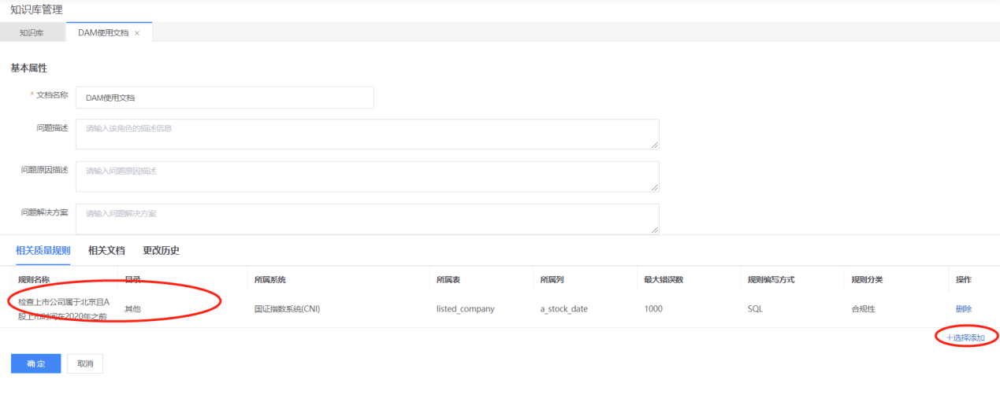 知识库管理
知识库 DAM使用文档 ×
基本属性
* 文档名称 DAM使用文档
问题描述 请输入该角色的描述信息
问题原因描述 请输入问题原因描述
问题解决方案 请输入问题解决方案
相关质量规则 相关文档 更改历史
规则名称 目录 所属系统 所属表 所属列 最大错误数 规则编写方式 规则分类 操作
检查上市公司属于北京且A
股上市时间在2020年之前 其他 国证指数系统(CNI) listed_company a_stock_date 1000 SQL 合规性 删除
+选择添加
确定 取消